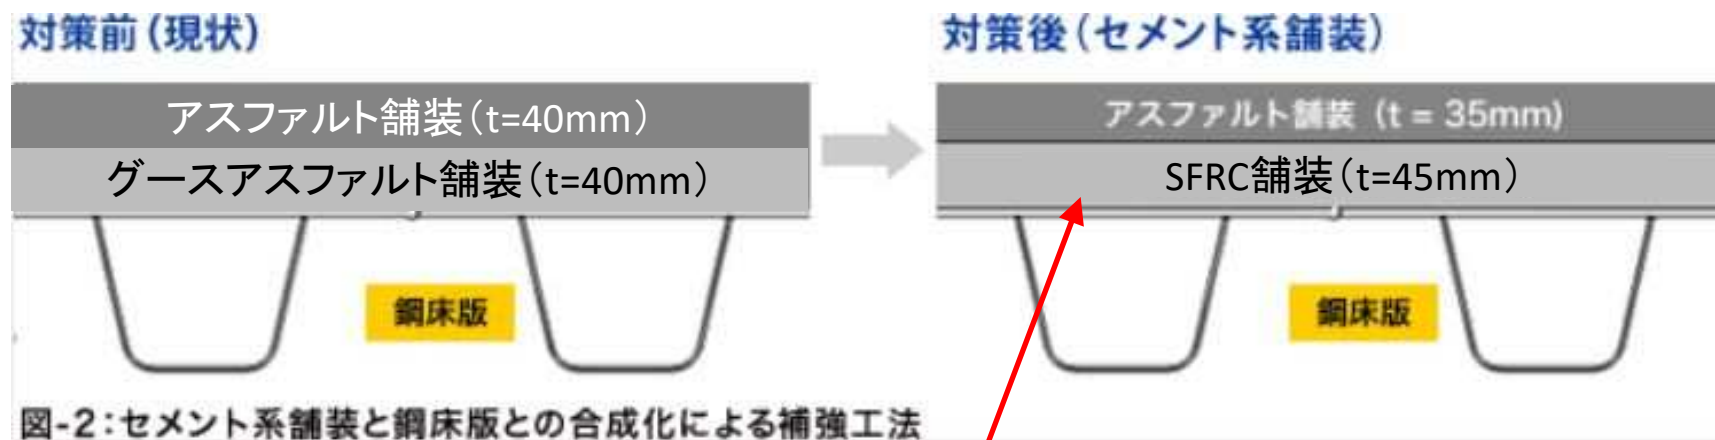 対策前(現状)
アスファルト舗装(t=40mm)
グースアスファルト舗装(t=40mm)
鋼床版
対策後(セメント系舗装)
アスファルト舗装 (t = 35mm)
SFRC舗装(t=45mm)
鋼床版
図-2:セメント系舗装と鋼床版との合成化による補強工法